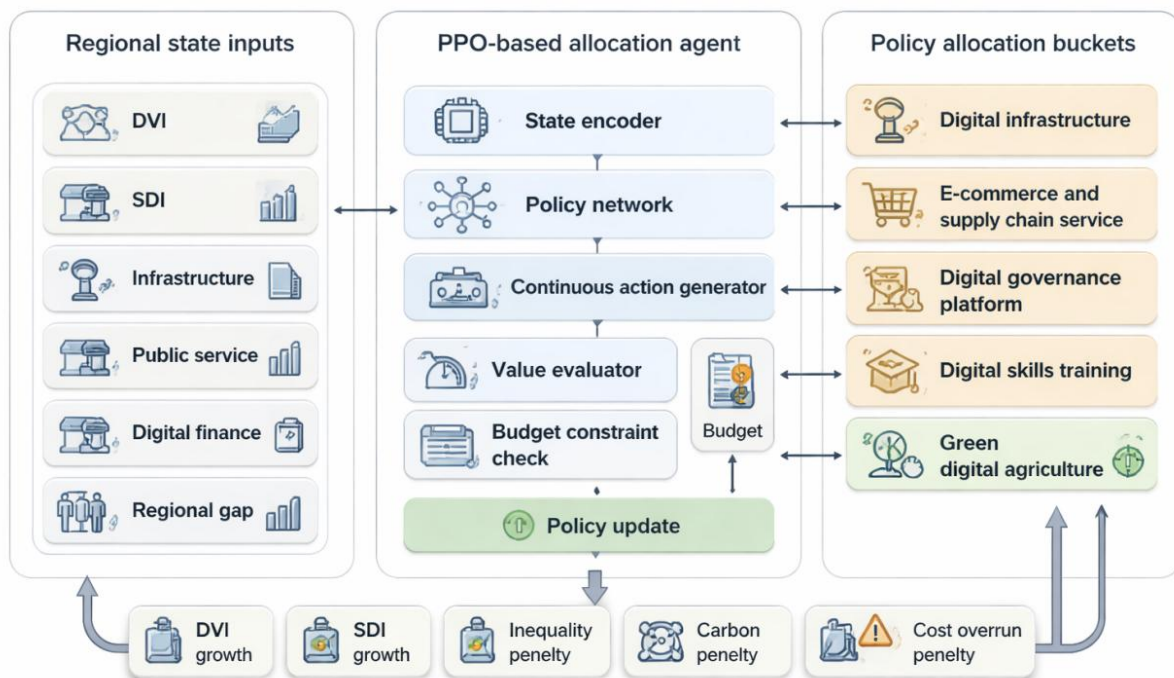 Regional state inputs
DVI
SDI
Infrastructure
Public service
Digital finance
Regional gap
PPO-based allocation agent
State encoder
Policy network
Continuous action generator
Value evaluator
Budget constraint
check
Budget
Policy update
Policy allocation buckets
Digital infrastructure
E-commerce and
supply chain service
Digital governance
platform
Digital skills training
Green
digital agriculture
DVI
growth
SDI
growth
Inequality
penelty
Carbon
penelty
Cost overrun
penelty